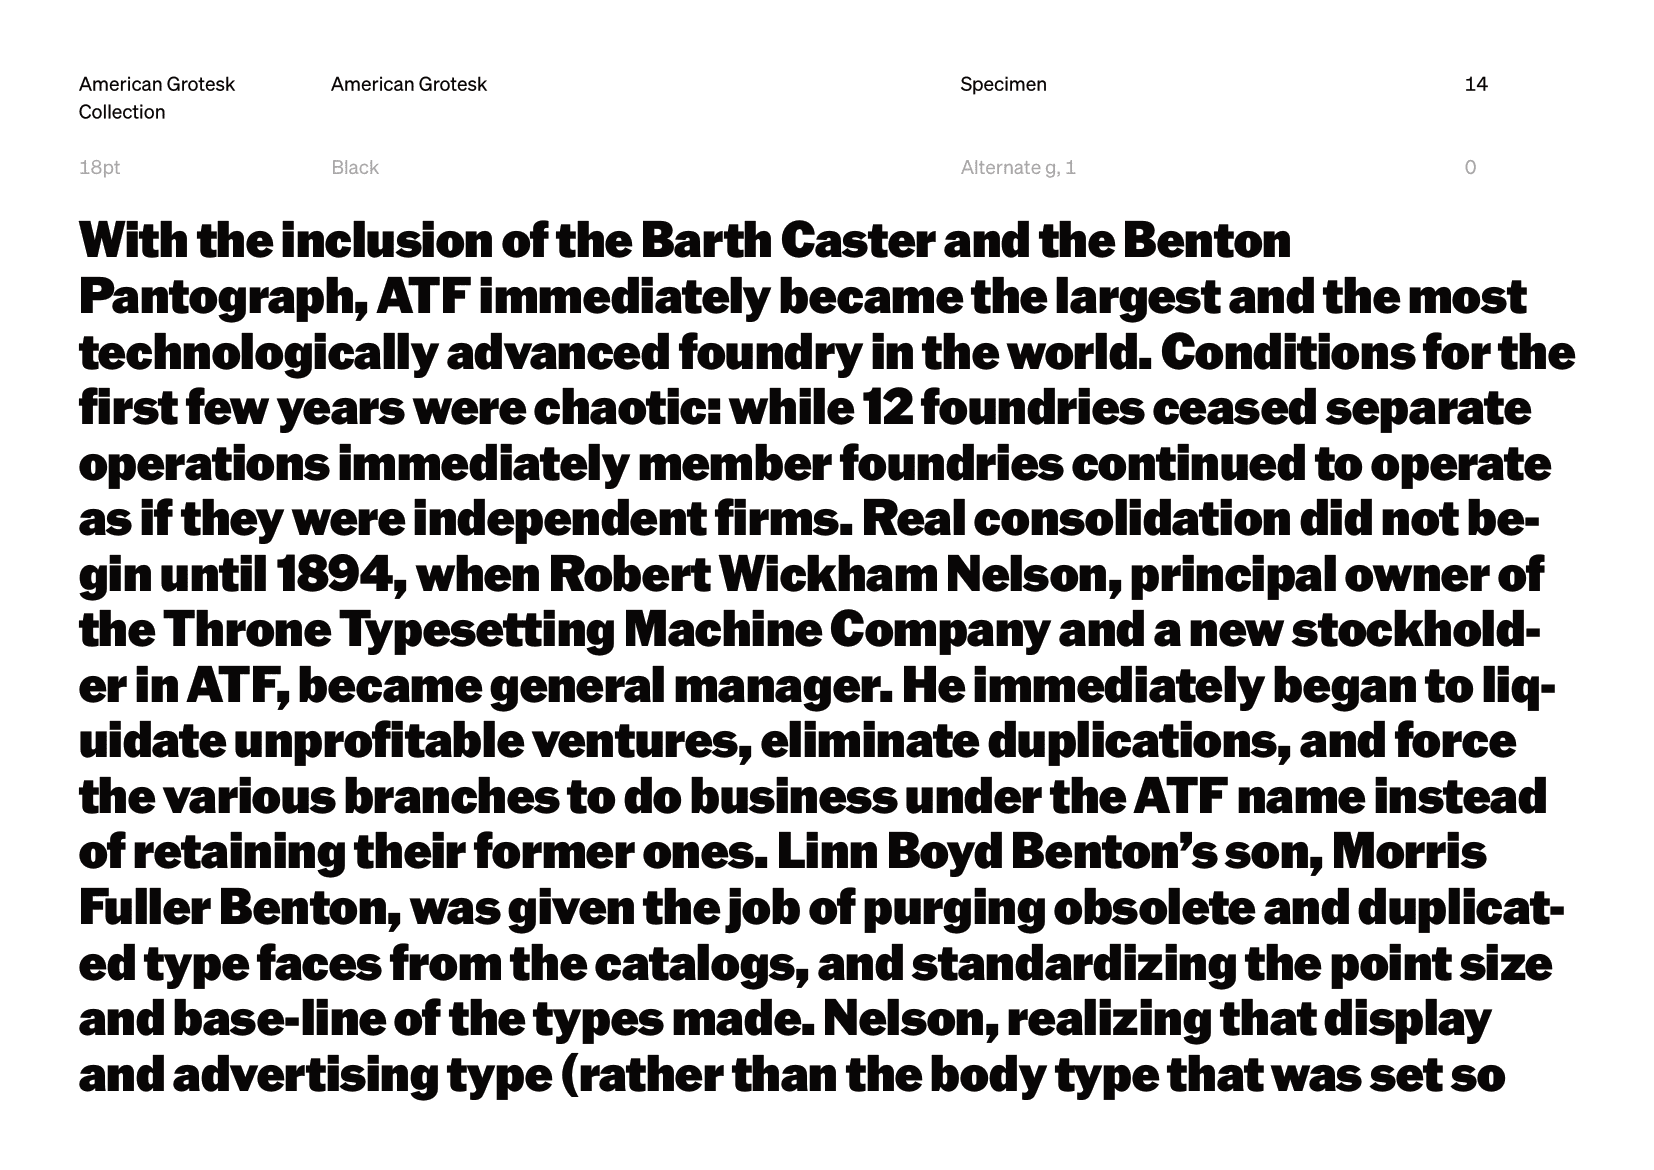 American Grotesk Collection
American Grotesk
Specimen
14
18pt
Black
Alternate g, 1
0
With the inclusion of the Barth Caster and the Benton
Pantograph, ATF immediately became the largest and the most
technologically advanced foundry in the world. Conditions for the
first few years were chaotic: while 12 foundries ceased separate
operations immediately member foundries continued to operate
as if they were independent firms. Real consolidation did not be-
gin until 1894, when Robert Wickham Nelson, principal owner of
the Throne Typesetting Machine Company and a new stockhold-
er in ATF, became general manager. He immediately began to liq-
uidate unprofitable ventures, eliminate duplications, and force
the various branches to do business under the ATF name instead
of retaining their former ones. Linn Boyd Benton’s son, Morris
Fuller Benton, was given the job of purging obsolete and duplicat-
ed type faces from the catalogs, and standardizing the point size
and base-line of the types made. Nelson, realizing that display
and advertising type (rather than the body type that was set so